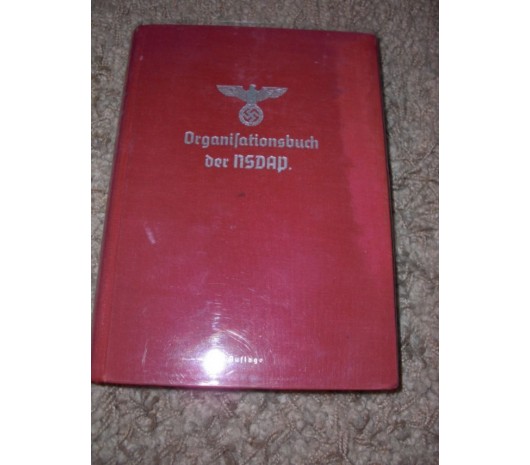 Organiſationsbuch
der NSDAP.
Auflage